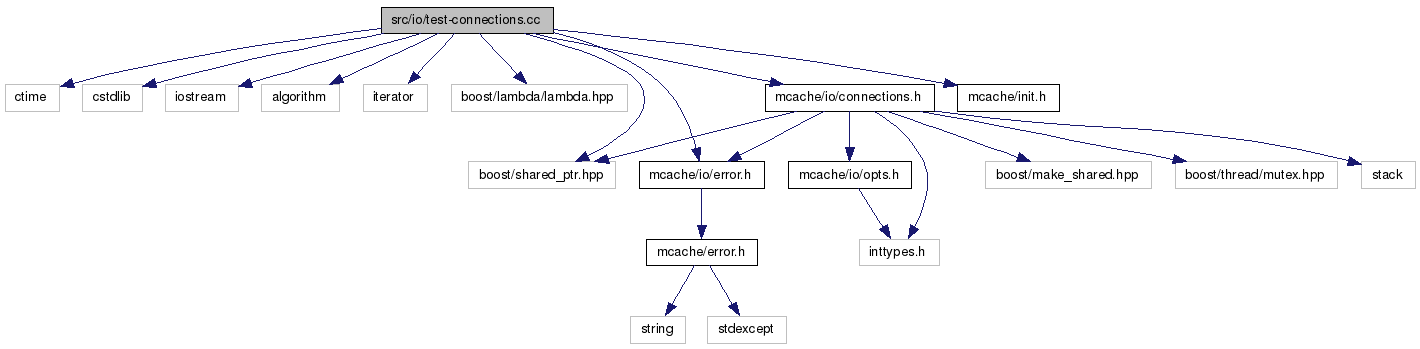 src/io/test-connections.cc
ctime
cstdlib
iostream
algorithm
iterator
boost/lambda/lambda.hpp
mcache/io/connections.h
mcache/init.h
boost/shared_ptr.hpp
mcache/io/error.h
mcache/io/opts.h
boost/make_shared.hpp
boost/thread/mutex.hpp
stack
mcache/error.h
inttypes.h
string
stdexcept